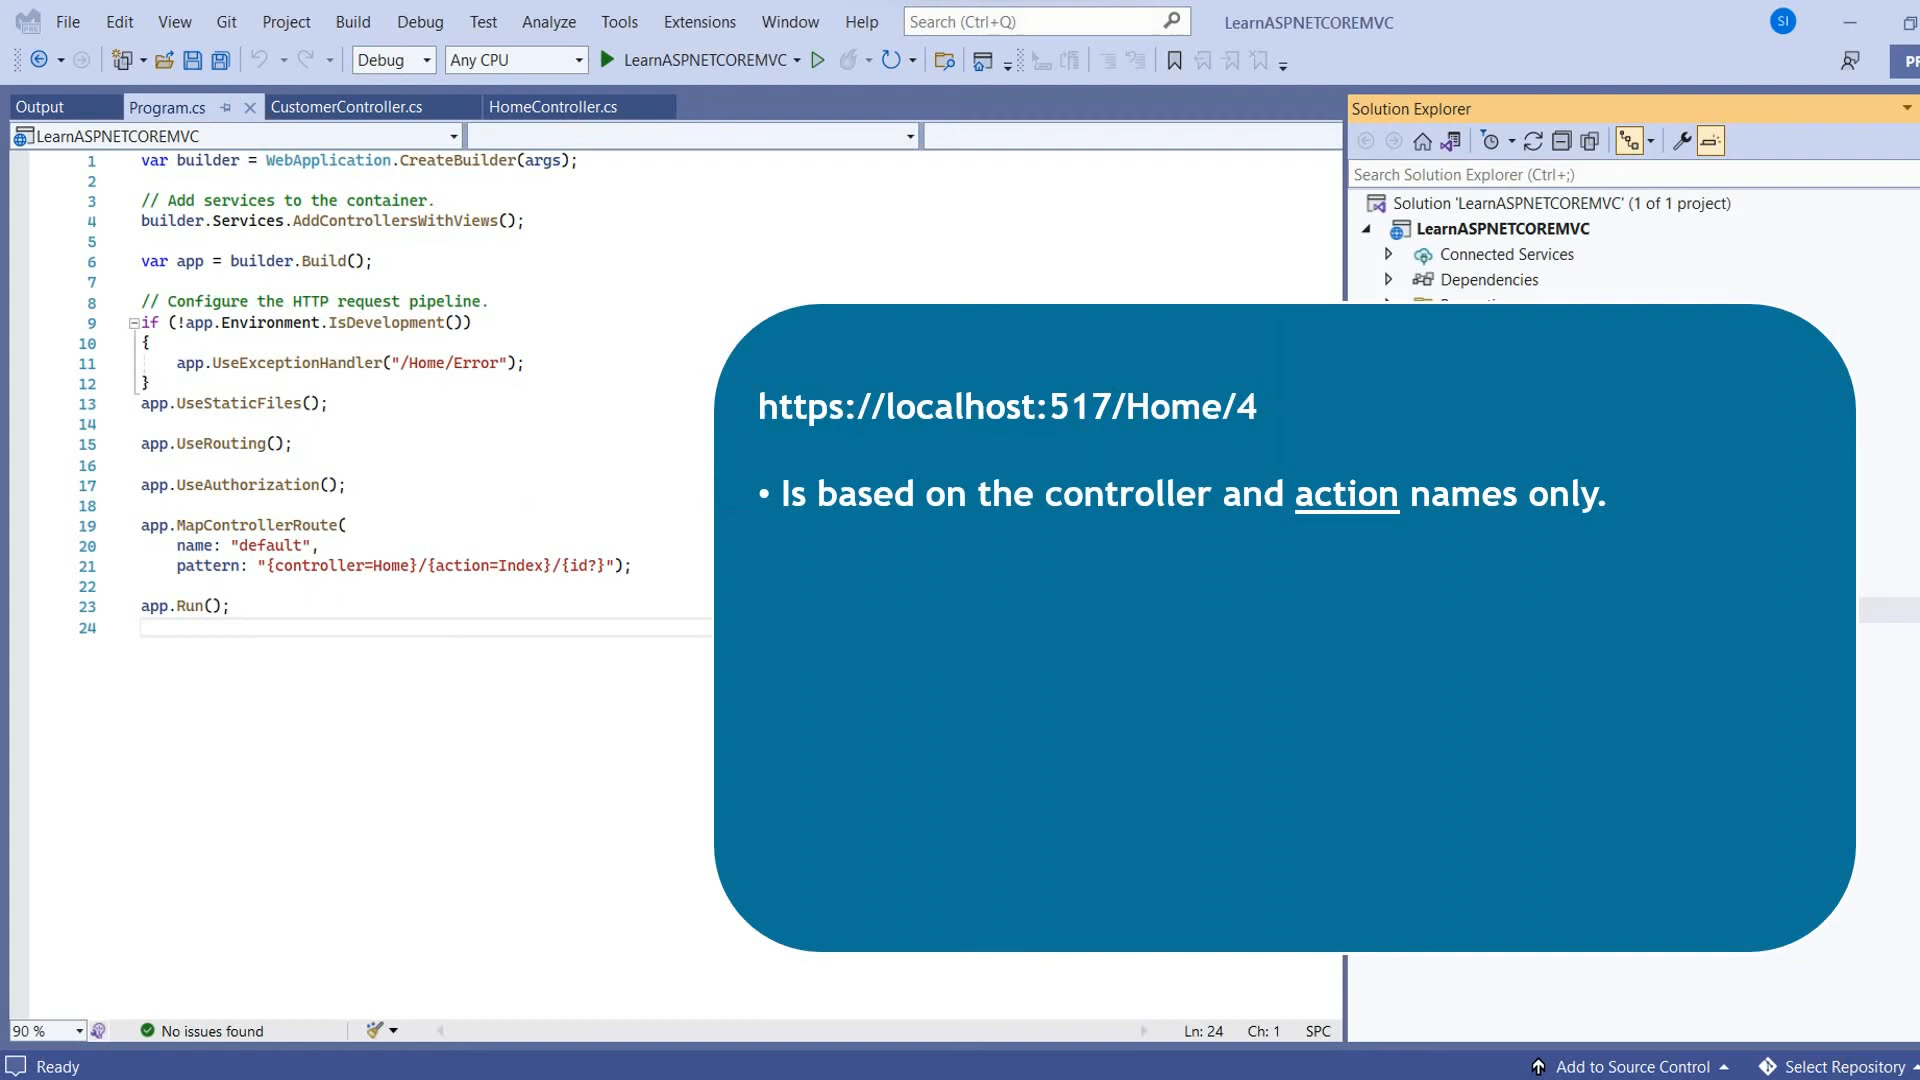 File Edit View Git Project Build Debug Test Analyze Tools Extensions Window Help Search (Ctrl+Q) LearnASPNETCOREMVC SI
Debug Any CPU LearnASPNETCOREMVC
Output Program.cs CustomerController.cs HomeController.cs
LearnASPNETCOREMVC
1 var builder = WebApplication.CreateBuilder(args);
2
3 // Add services to the container.
4 builder.Services.AddControllersWithViews();
5
6 var app = builder.Build();
7
8 // Configure the HTTP request pipeline.
9 if (!app.Environment.IsDevelopment())
10 {
11 app.UseExceptionHandler("/Home/Error");
12 }
13 app.UseStaticFiles();
14
15 app.UseRouting();
16
17 app.UseAuthorization();
18
19 app.MapControllerRoute(
20 name: "default",
21 pattern: "{controller=Home}/{action=Index}/{id?}");
22
23 app.Run();
24
Solution Explorer
Search Solution Explorer (Ctrl+;)
Solution 'LearnASPNETCOREMVC' (1 of 1 project)
LearnASPNETCOREMVC
Connected Services
Dependencies
https://localhost:517/Home/4
• Is based on the controller and action names only.
90 % No issues found Ln: 24 Ch: 1 SPC
Ready Add to Source Control Select Repository